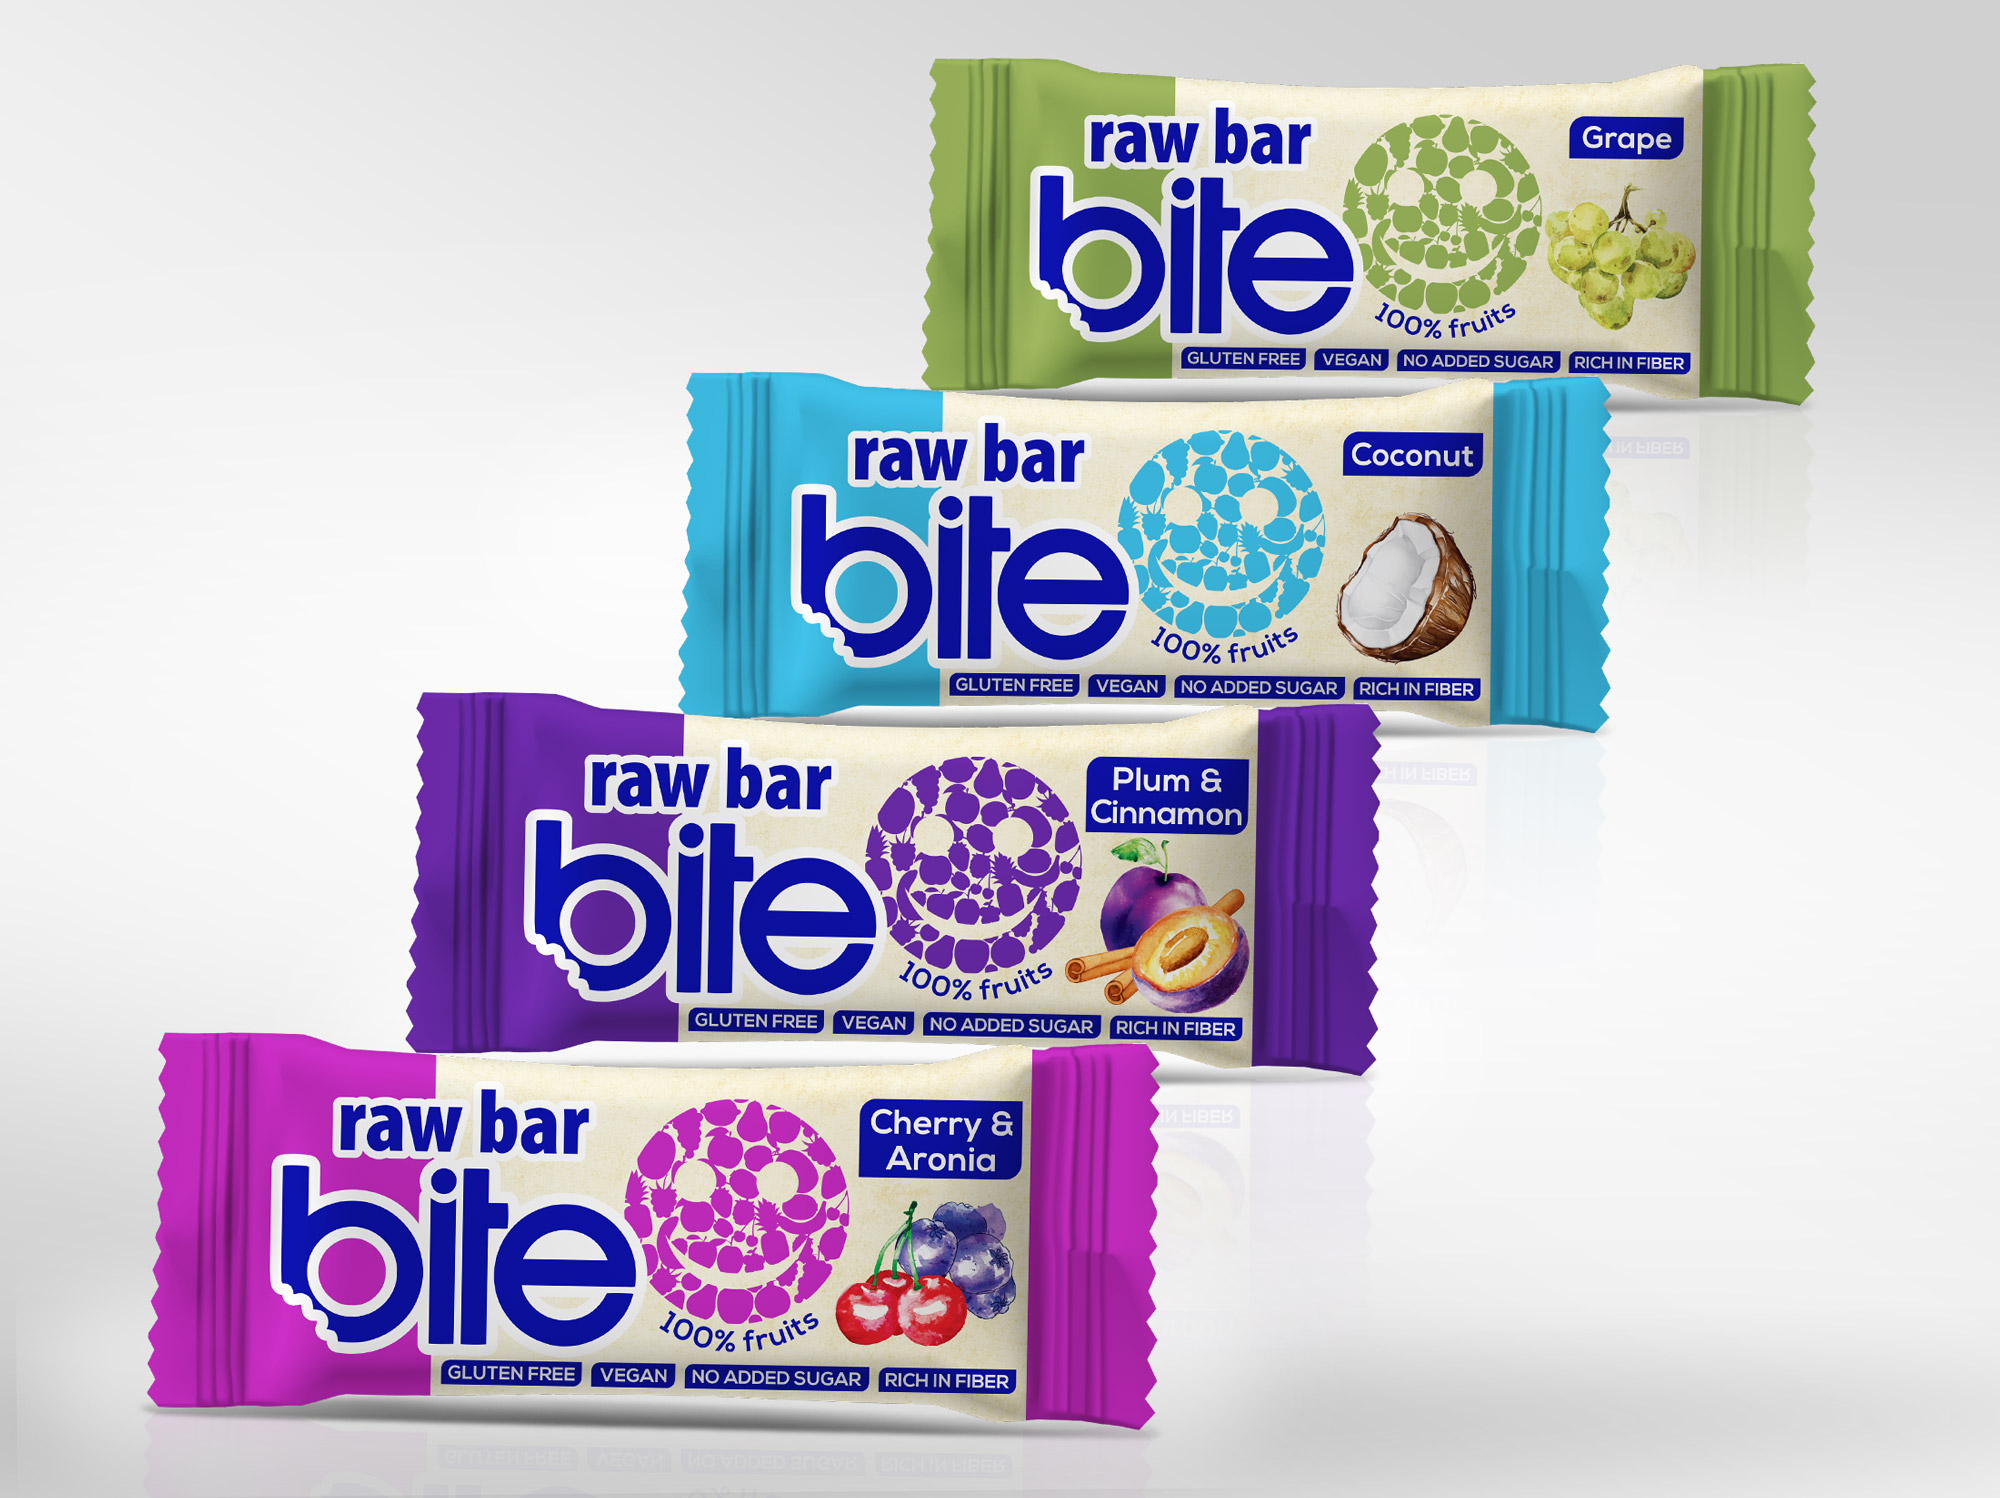 raw bar
bite
100% fruits
Grape
GLUTEN FREE VEGAN NO ADDED SUGAR RICH IN FIBER
raw bar
bite
100% fruits
Coconut
GLUTEN FREE VEGAN NO ADDED SUGAR RICH IN FIBER
raw bar
bite
100% fruits
Plum &
Cinnamon
GLUTEN FREE VEGAN NO ADDED SUGAR RICH IN FIBER
raw bar
bite
100% fruits
Cherry &
Aronia
GLUTEN FREE VEGAN NO ADDED SUGAR RICH IN FIBER